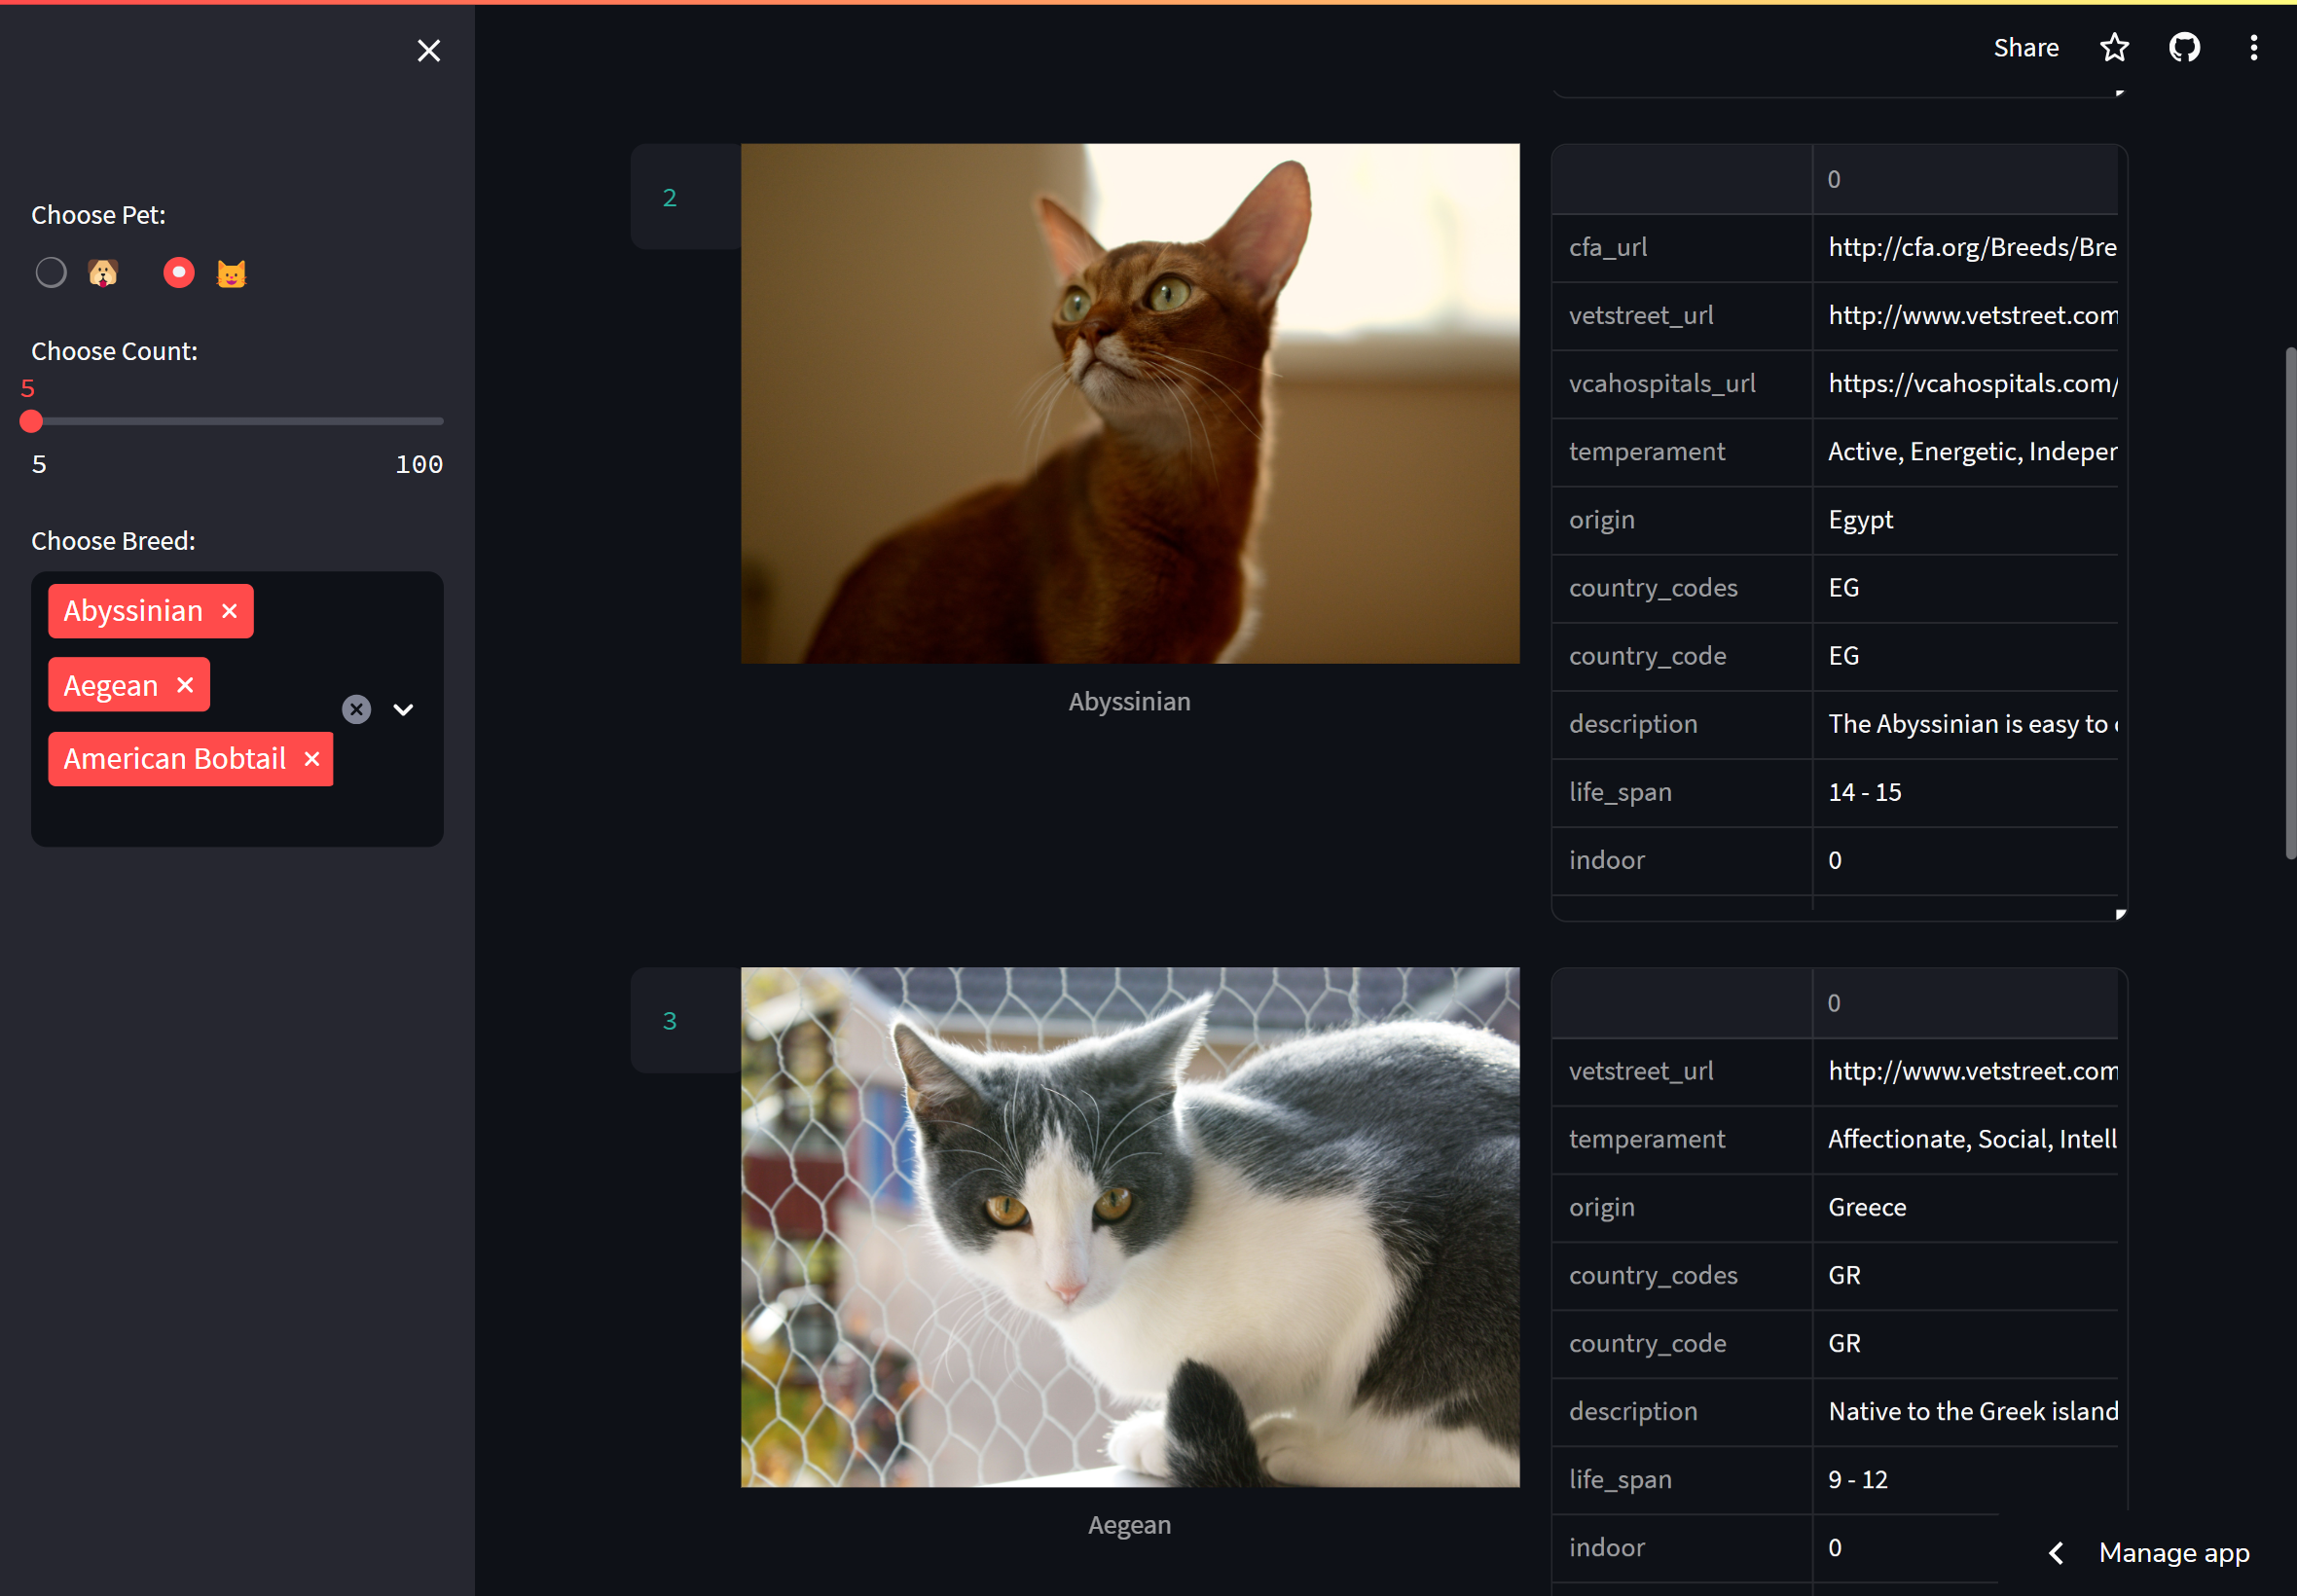 Share
Choose Pet:
Choose Count:
5
5 100
Choose Breed:
Abyssinian
Aegean
American Bobtail
2
Abyssinian
0
cfa_url http://cfa.org/Breeds/Bre
vetstreet_url http://www.vetstreet.com
vcahospitals_url https://vcahospitals.com/
temperament Active, Energetic, Indeper
origin Egypt
country_codes EG
country_code EG
description The Abyssinian is easy to
life_span 14 - 15
indoor 0
3
Aegean
0
vetstreet_url http://www.vetstreet.com
temperament Affectionate, Social, Intell
origin Greece
country_codes GR
country_code GR
description Native to the Greek island
life_span 9 - 12
indoor 0
Manage app